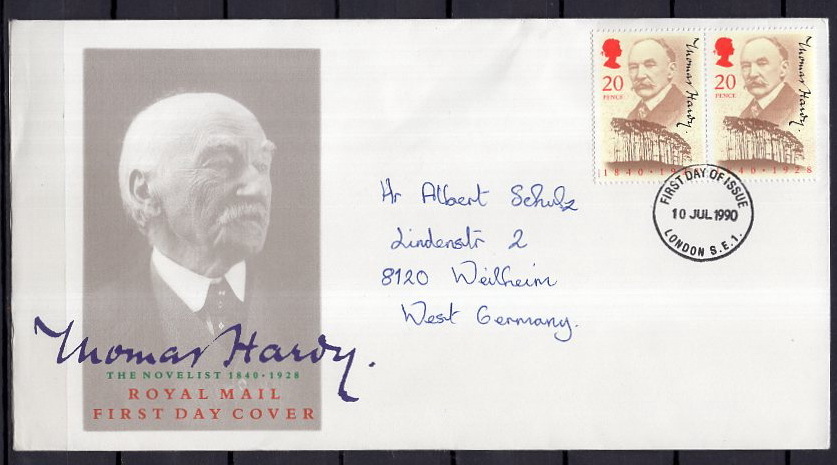 Thomas Hardy.
THE NOVELIST 1840 · 1928
ROYAL MAIL
FIRST DAY COVER
Hr Albert Schulz
Lindenstr 2
8120 Weilheim
West Germany.
20
PENCE
Thomas Hardy.
1840 · 19
20
PENCE
Thomas Hardy.
1840 · 1928
FIRST DAY OF ISSUE
10 JUL 1990
LONDON S.E.1.